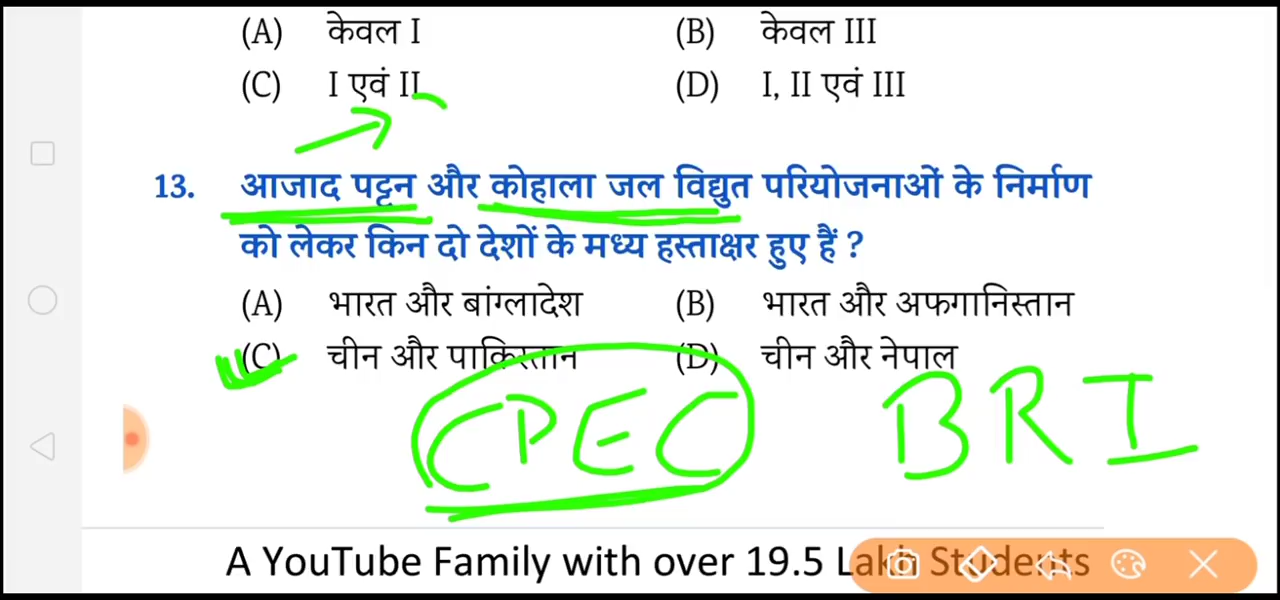 (A) केवल I (B) केवल III
(C) I एवं II (D) I, II एवं III
13. आजाद पट्टन और कोहाला जल विद्युत परियोजनाओं के निर्माण
को लेकर किन दो देशों के मध्य हस्ताक्षर हुए हैं ?
(A) भारत और बांग्लादेश (B) भारत और अफगानिस्तान
(C) चीन और पाकिस्तान (D) चीन और नेपाल
CPEC BRI
A YouTube Family with over 19.5 Lakh Students